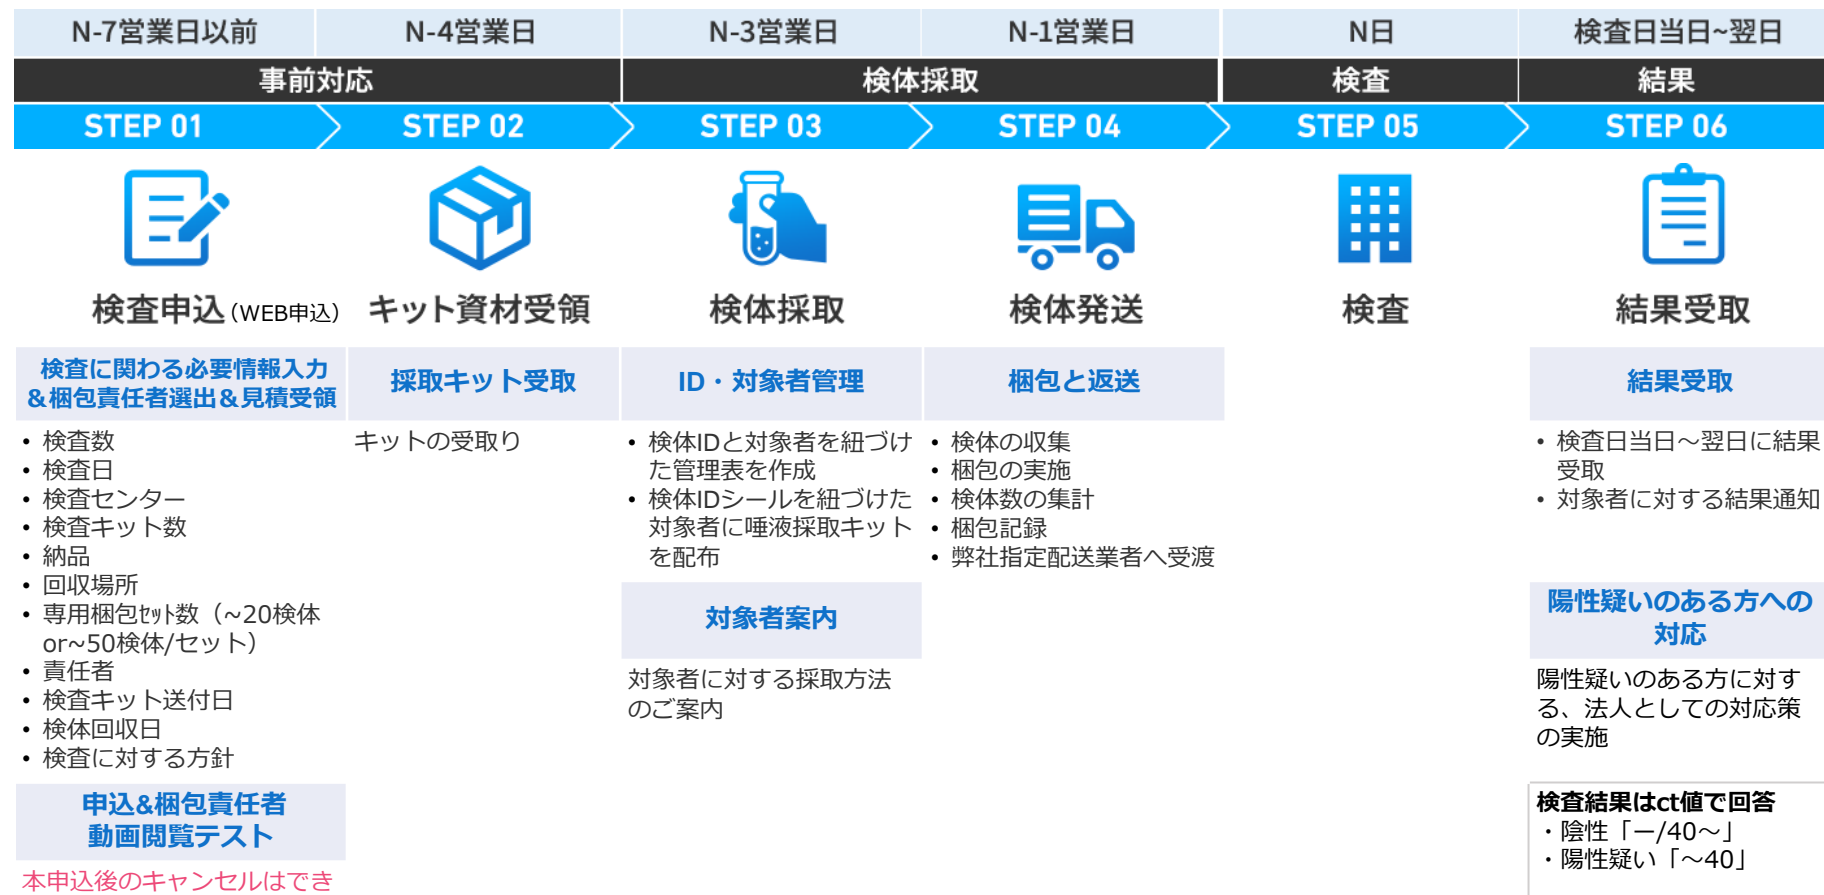 N-7営業日以前
N-4営業日
N-3営業日
N-1営業日
N日
検査日当日~翌日
事前対応
検体採取
検査
結果
STEP 01
STEP 02
STEP 03
STEP 04
STEP 05
STEP 06
検査申込（WEB申込）
キット資材受領
検体採取
検体発送
検査
結果受取
検査に関わる必要情報入力
&梱包責任者選出&見積受領
• 検査数
• 検査日
• 検査センター
• 検査キット数
• 納品
• 回収場所
• 専用梱包ｾｯﾄ数（~20検体
or~50検体/セット）
• 責任者
• 検査キット送付日
• 検体回収日
• 検査に対する方針
申込&梱包責任者
動画閲覧テスト
本申込後のキャンセルはでき
採取キット受取
キットの受取り
ID・対象者管理
• 検体IDと対象者を紐づけ
た管理表を作成
• 検体IDシールを紐づけた
対象者に唾液採取キット
を配布
対象者案内
対象者に対する採取方法
のご案内
梱包と返送
• 検体の収集
• 梱包の実施
• 検体数の集計
• 梱包記録
• 弊社指定配送業者へ受渡
結果受取
• 検査日当日～翌日に結果
受取
• 対象者に対する結果通知
陽性疑いのある方への
対応
陽性疑いのある方に対す
る、法人としての対応策
の実施
検査結果はct値で回答
・陰性「ー/40～」
・陽性疑い「～40」